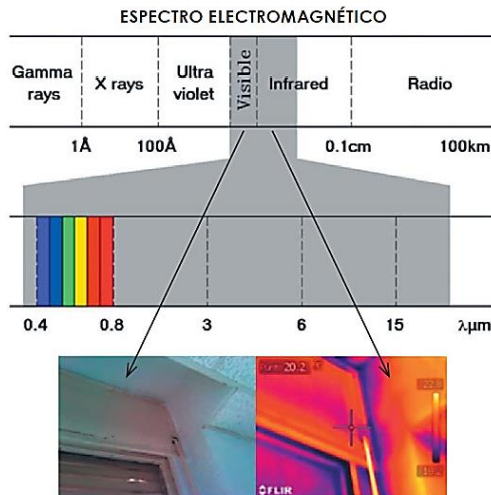 ESPECTRO ELECTROMAGNÉTICO
Gamma rays
X rays
Ultra violet
Visible
Infrared
Radio
1Å
100Å
0.1cm
100km
0.4
0.8
3
6
15
λμm
20.2
FLIR